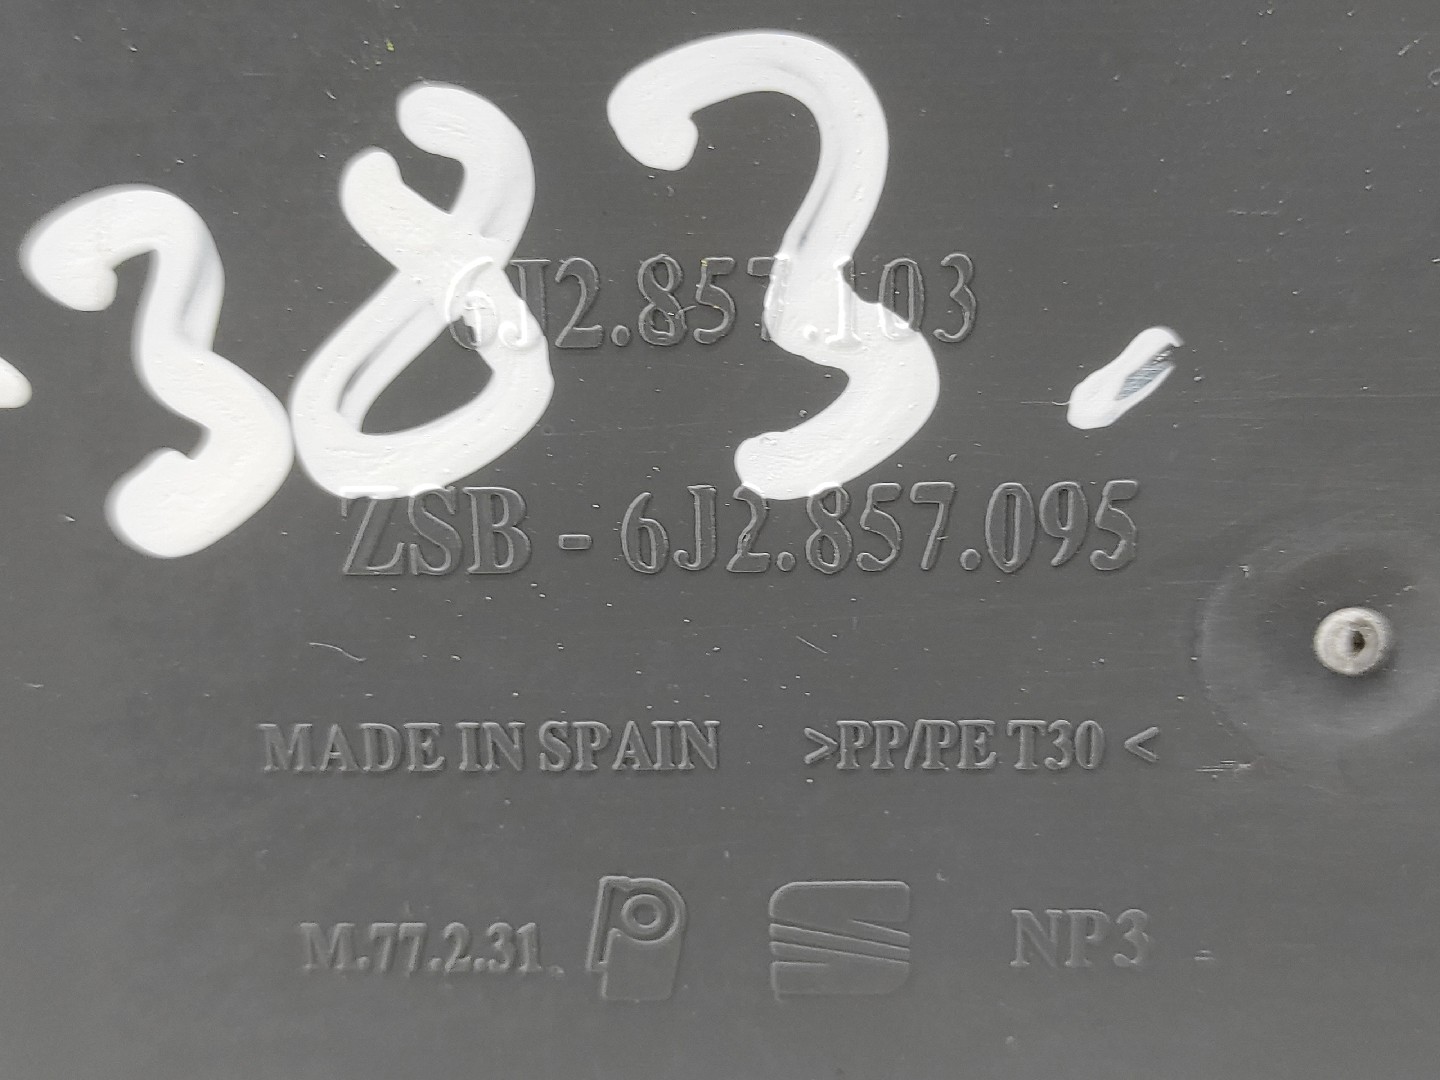 383
6J2.857.103
ZSB - 6J2.857.095
MADE IN SPAIN >PP/PE T30 <
M.77.2.31. P S NP3